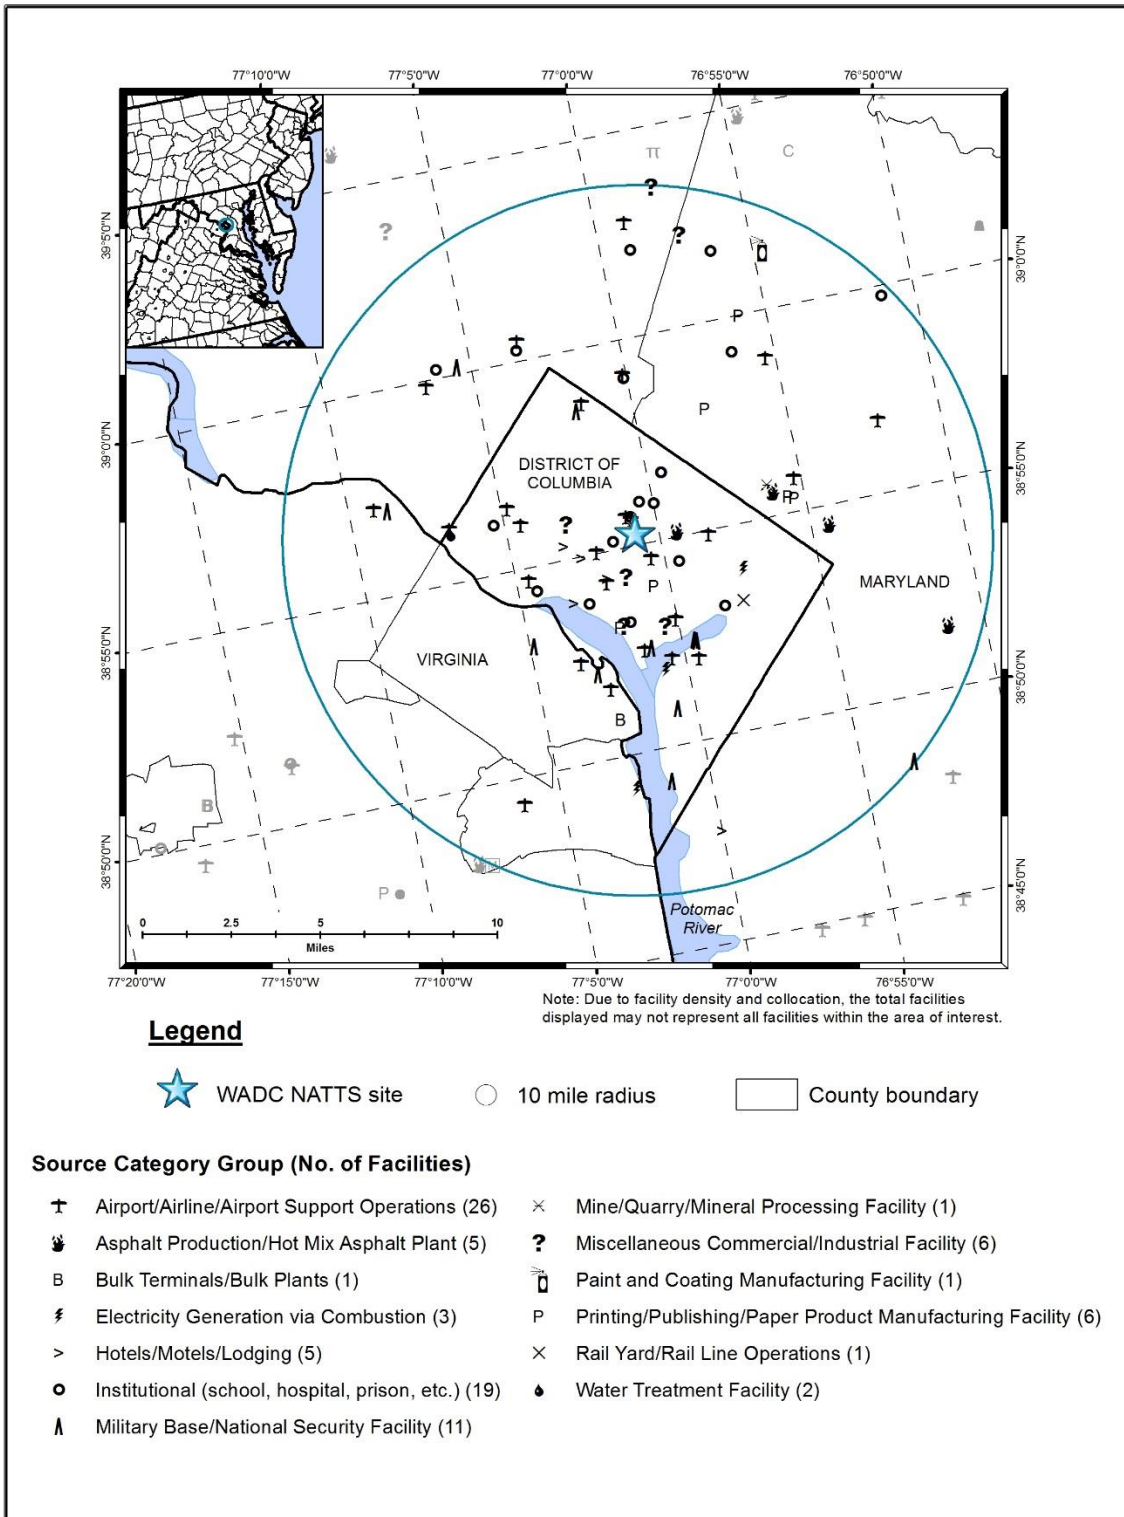 77°10'0"W 77°5'0"W 77°0'0"W 76°55'0"W 76°50'0"W
39°5'0"N
39°0'0"N
38°55'0"N
38°50'0"N
39°0'0"N
38°55'0"N
38°50'0"N
38°45'0"N
π
C
?
?
?
P
P
DISTRICT OF
COLUMBIA
P P
?
MARYLAND
?
P
P ? ?
VIRGINIA
B
B
P
Potomac
River
0 2.5 5 10
Miles
77°20'0"W 77°15'0"W 77°10'0"W 77°5'0"W 77°0'0"W 76°55'0"W
Note: Due to facility density and collocation, the total facilities
displayed may not represent all facilities within the area of interest.
Legend
WADC NATTS site 10 mile radius County boundary
Source Category Group (No. of Facilities)
Airport/Airline/Airport Support Operations (26)
Asphalt Production/Hot Mix Asphalt Plant (5)
B Bulk Terminals/Bulk Plants (1)
Electricity Generation via Combustion (3)
> Hotels/Motels/Lodging (5)
Institutional (school, hospital, prison, etc.) (19)
Military Base/National Security Facility (11)
Mine/Quarry/Mineral Processing Facility (1)
? Miscellaneous Commercial/Industrial Facility (6)
Paint and Coating Manufacturing Facility (1)
P Printing/Publishing/Paper Product Manufacturing Facility (6)
Rail Yard/Rail Line Operations (1)
Water Treatment Facility (2)